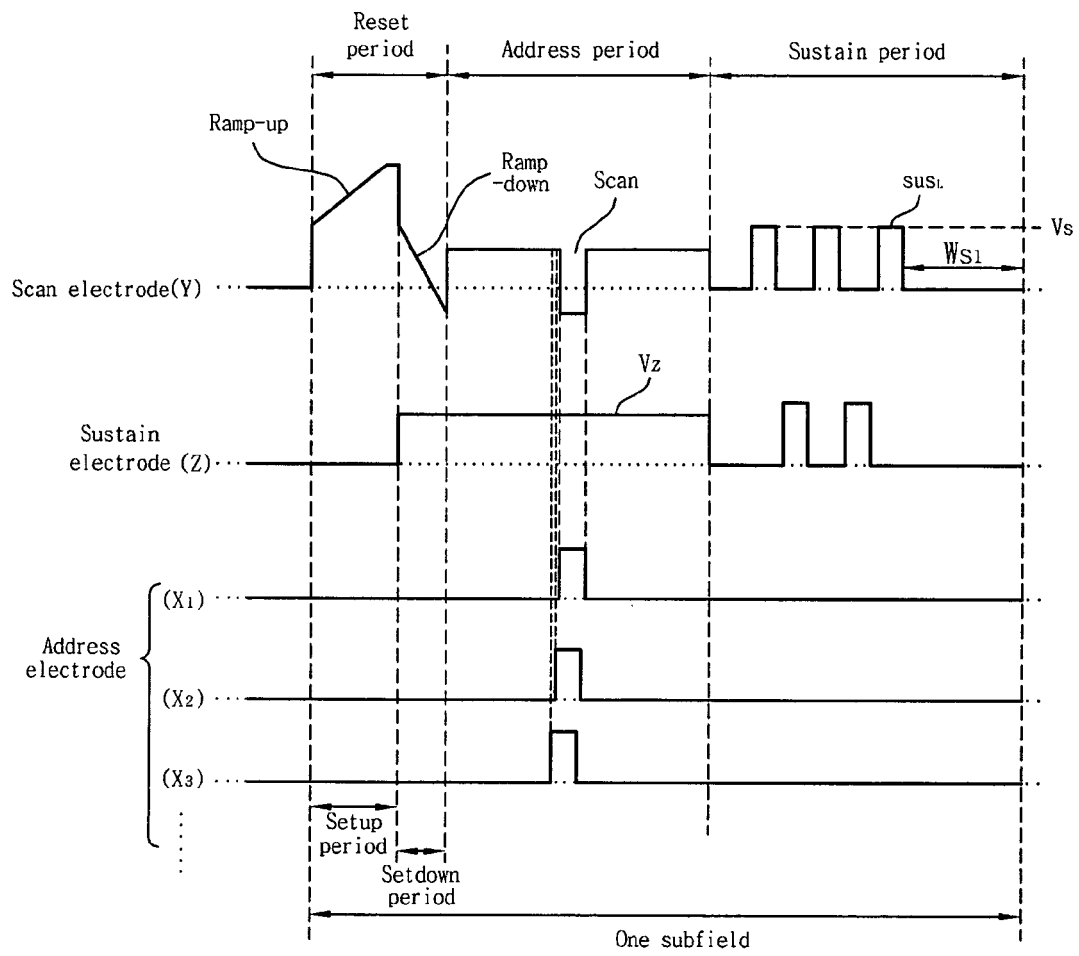 Reset
period
Address period
Sustain period
Ramp-up
Ramp
-down
Scan
susL
Vs
WS1
Scan electrode(Y)
Vz
Sustain
electrode (Z)
(X1)
Address
electrode
(X2)
(X3)
Setup
period
Setdown
period
One subfield